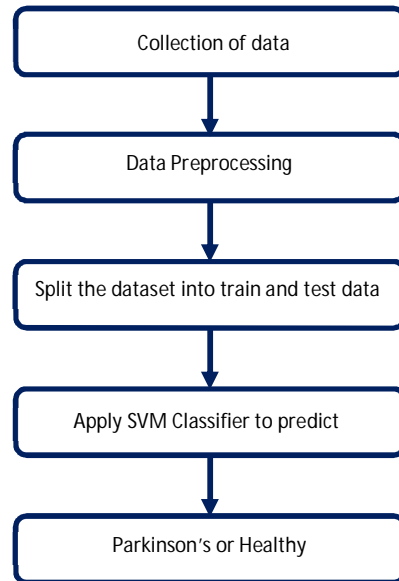 Collection of data
Data Preprocessing
Split the dataset into train and test data
Apply SVM Classifier to predict
Parkinson’s or Healthy